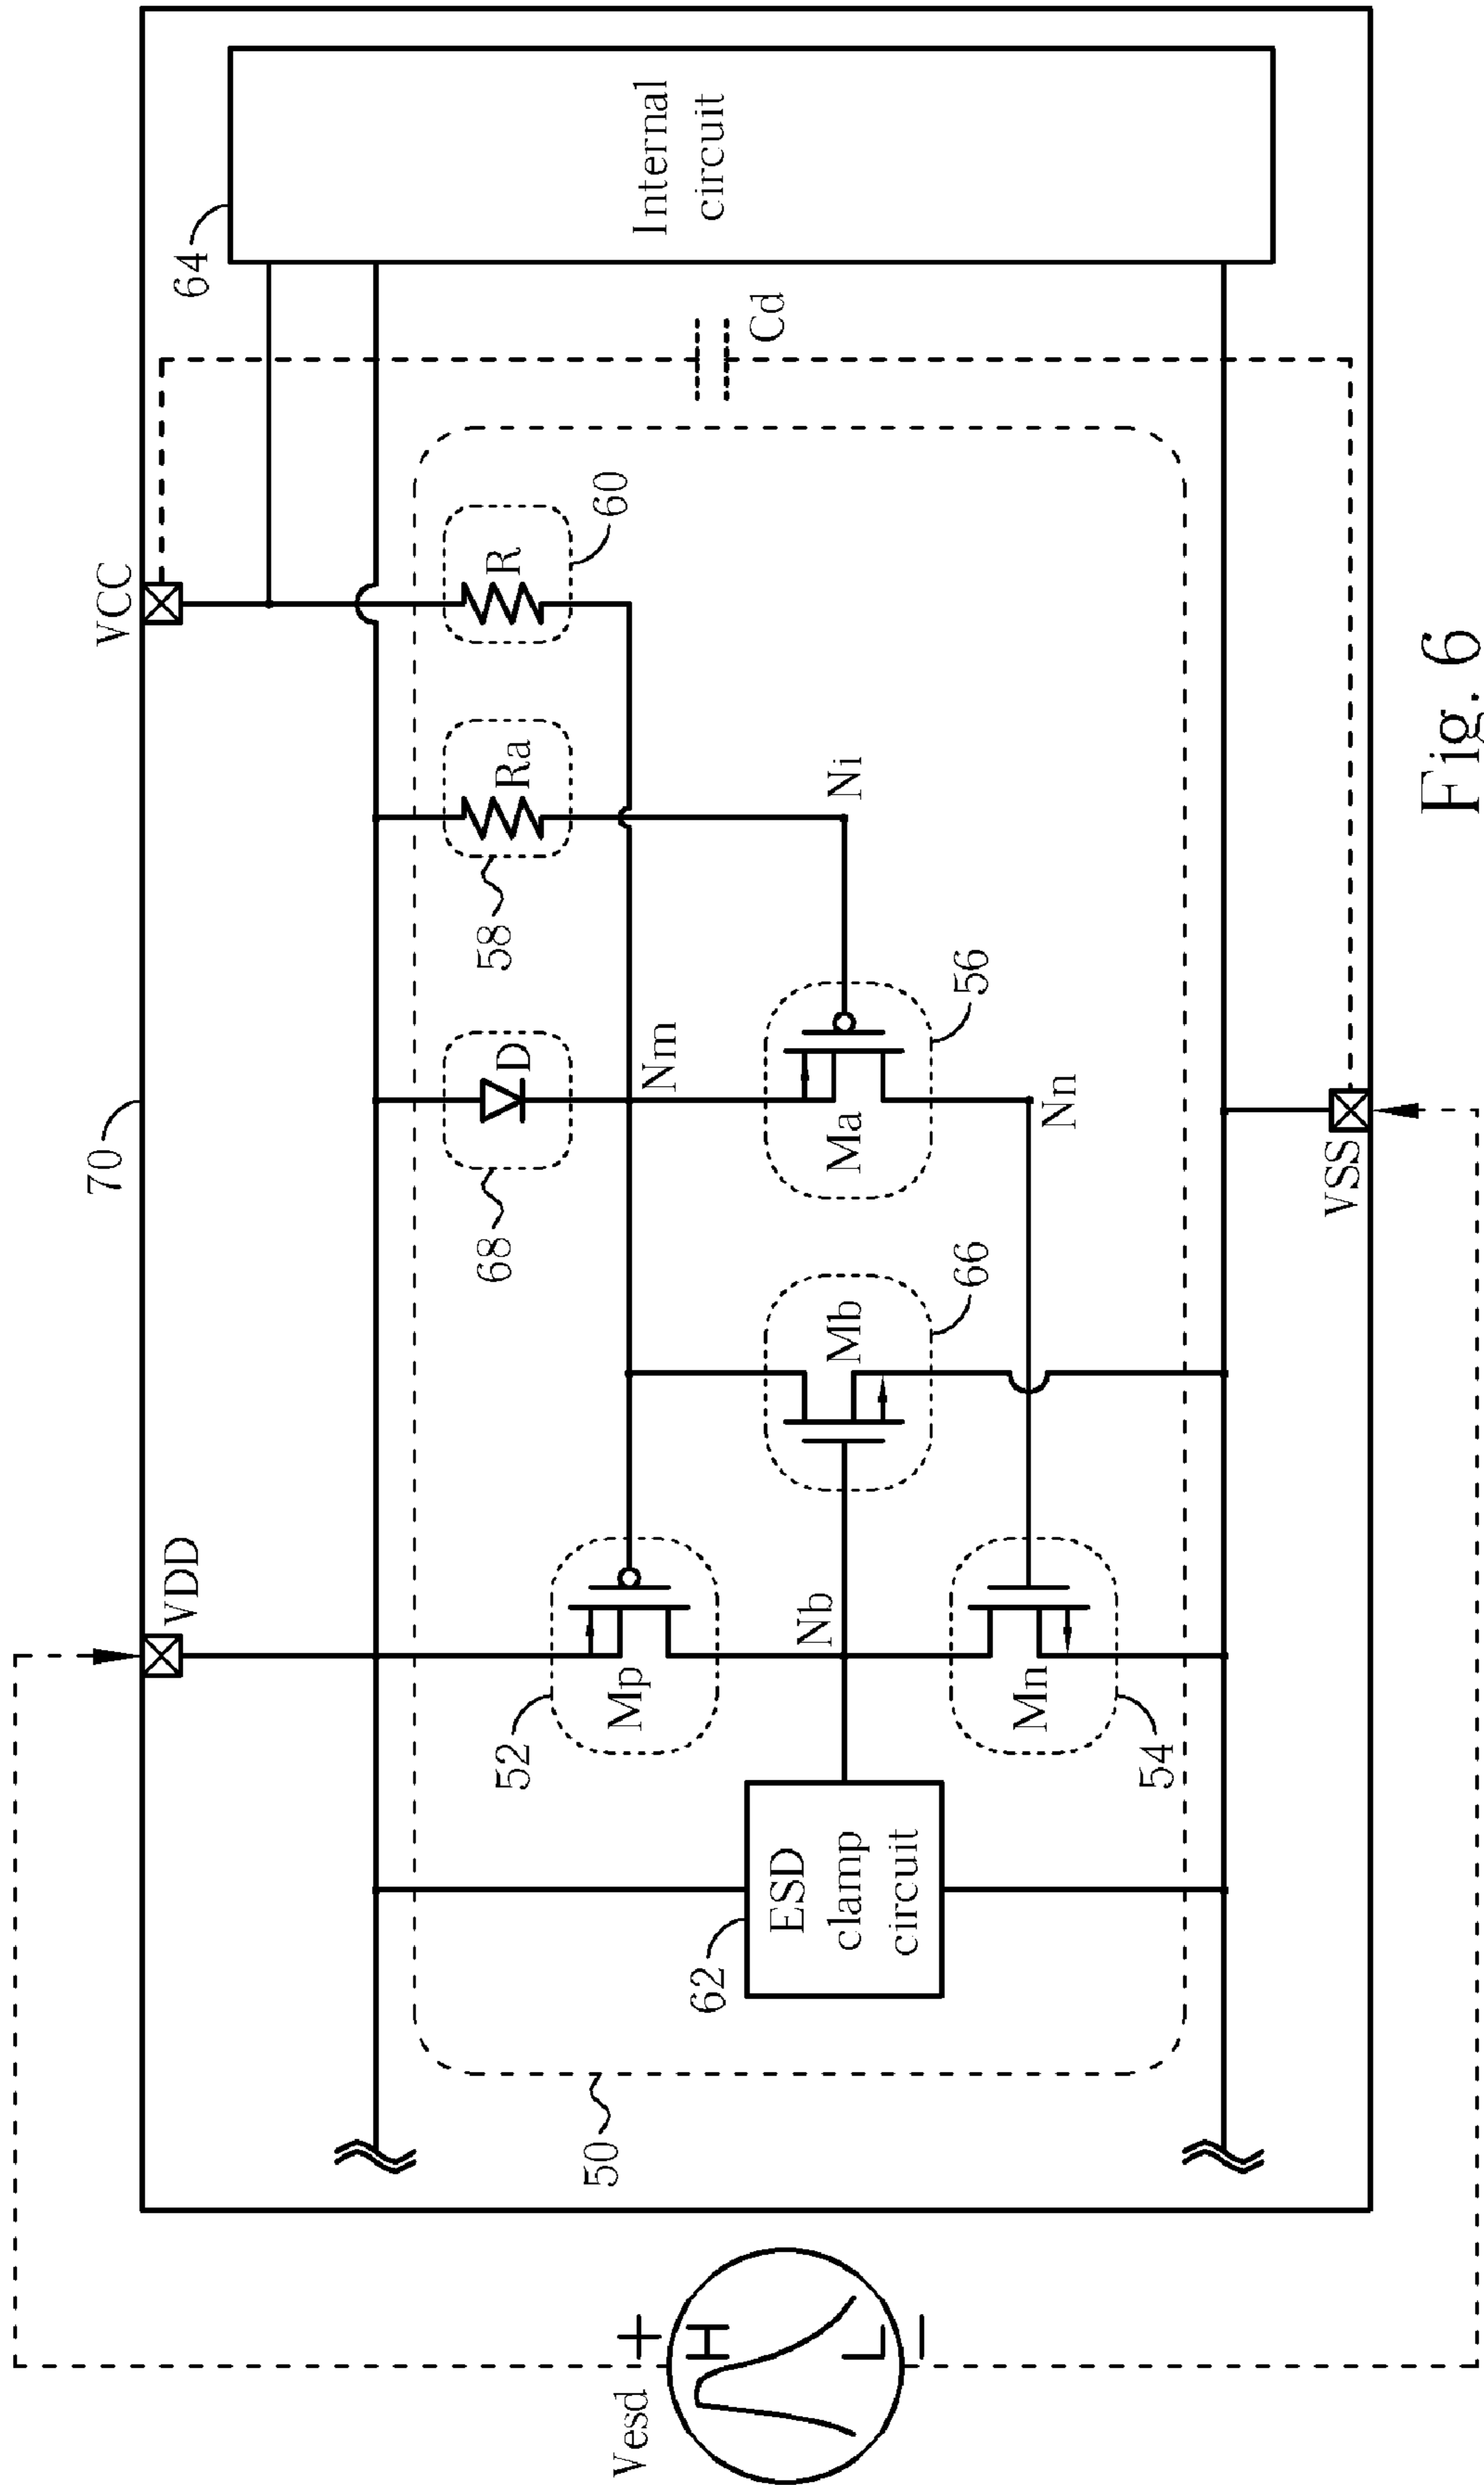 70
VDD
VCC
64
52
Mp
68
D
58
Ra
R
60
Nm
Internal
circuit
Cd
Vesd
+
H
L
−
50
62
ESD
clamp
circuit
Nb
Mb
66
Ma
56
Ni
Mn
54
Nn
VSS
Fig. 6